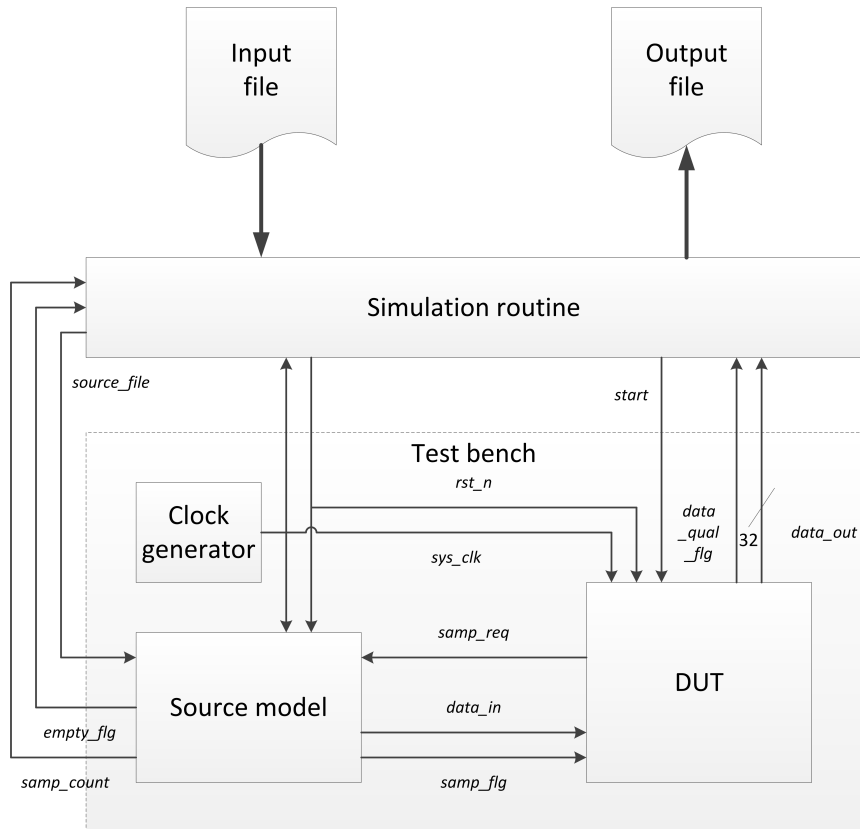 Input
file
Output
file
Simulation routine
source_file
start
Test bench
rst_n
Clock
generator
sys_clk
data
_qual
_flg
32
data_out
samp_req
Source model
DUT
data_in
empty_flg
samp_count
samp_flg